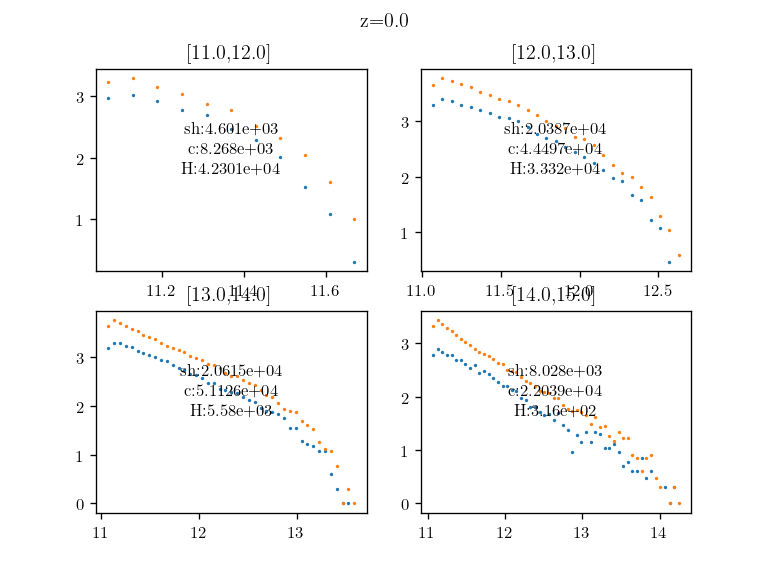 z=0.0
[11.0,12.0]
[12.0,13.0]
3
2
1
sh:4.601e+03
c:8.268e+03
H:4.2301e+04
11.2
11.4
11.6
3
2
1
sh:2.0387e+04
c:4.4497e+04
H:3.332e+04
11.0
11.5
12.0
12.5
[13.0,14.0]
[14.0,15.0]
3
2
1
0
sh:2.0615e+04
c:5.1126e+04
H:5.58e+03
11
12
13
3
2
1
0
sh:8.028e+03
c:2.2039e+04
H:3.16e+02
11
12
13
14